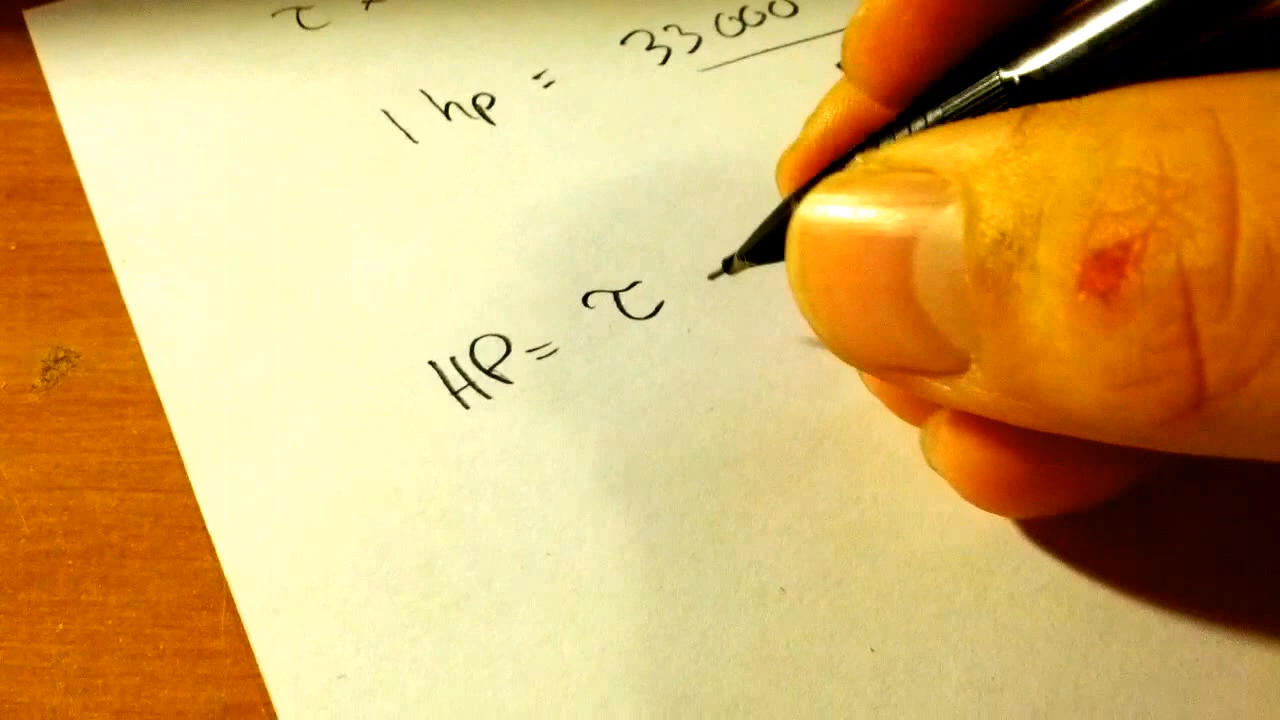 τ
1 hp = 33000
HP = τ